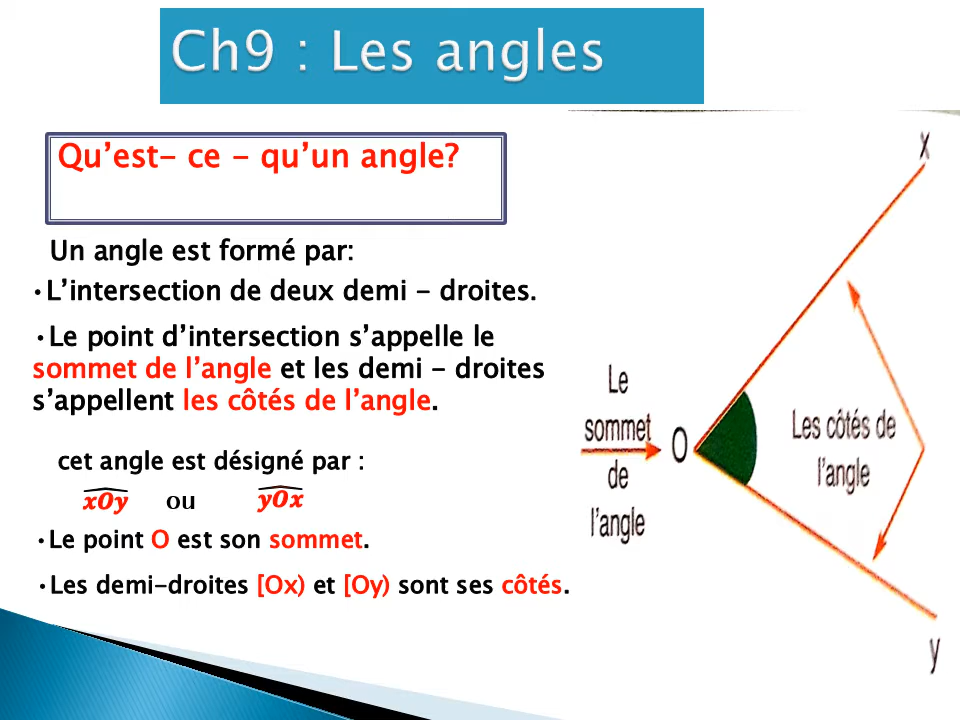 Ch9 : Les angles
Qu'est- ce - qu'un angle?
Un angle est formé par:
•L'intersection de deux demi - droites.
•Le point d'intersection s'appelle le
sommet de l'angle et les demi - droites
s'appellent les côtés de l'angle.
cet angle est désigné par :
xOy ou yOx
•Le point O est son sommet.
•Les demi-droites [Ox) et [Oy) sont ses côtés.
x
Le
sommet
de
l'angle
O
Les côtés de
l'angle
y